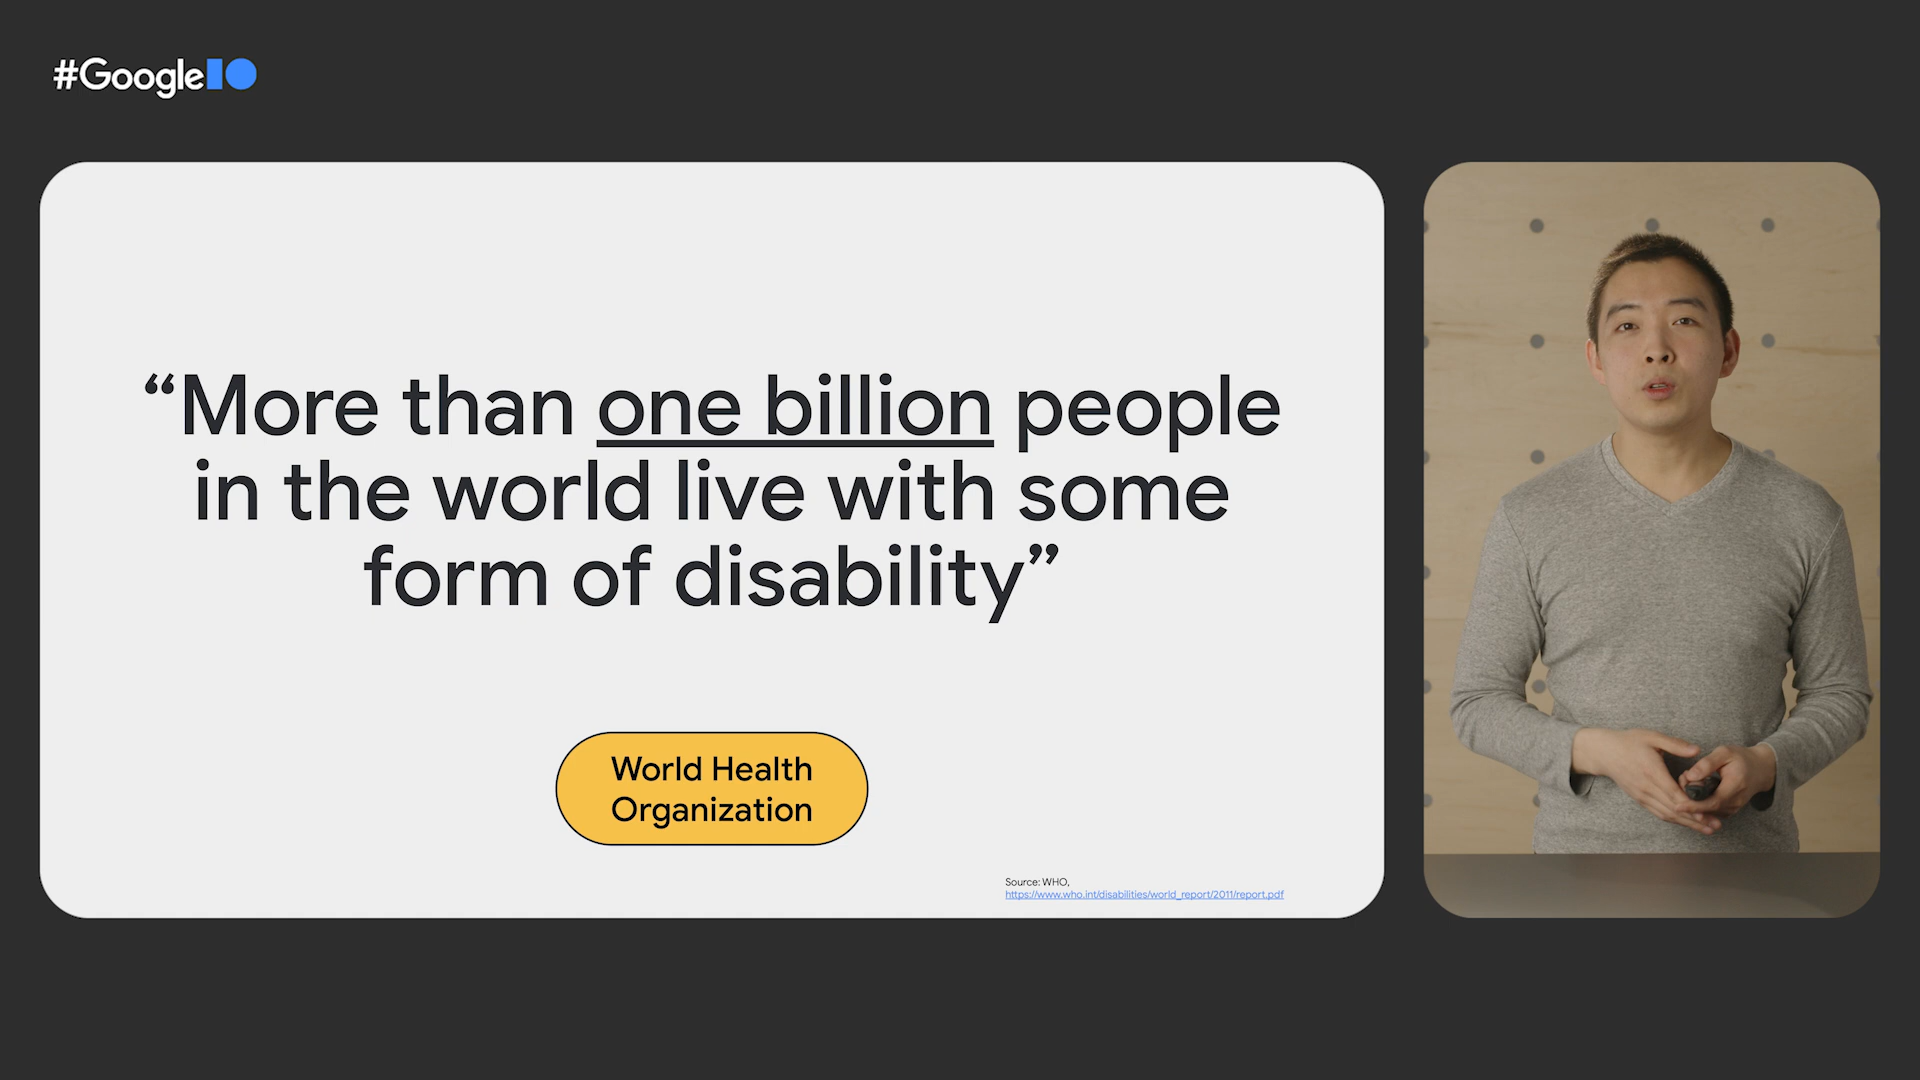 #GoogleIO
“More than one billion people
in the world live with some
form of disability”
World Health
Organization
Source: WHO,
https://www.who.int/disabilities/world_report/2011/report.pdf